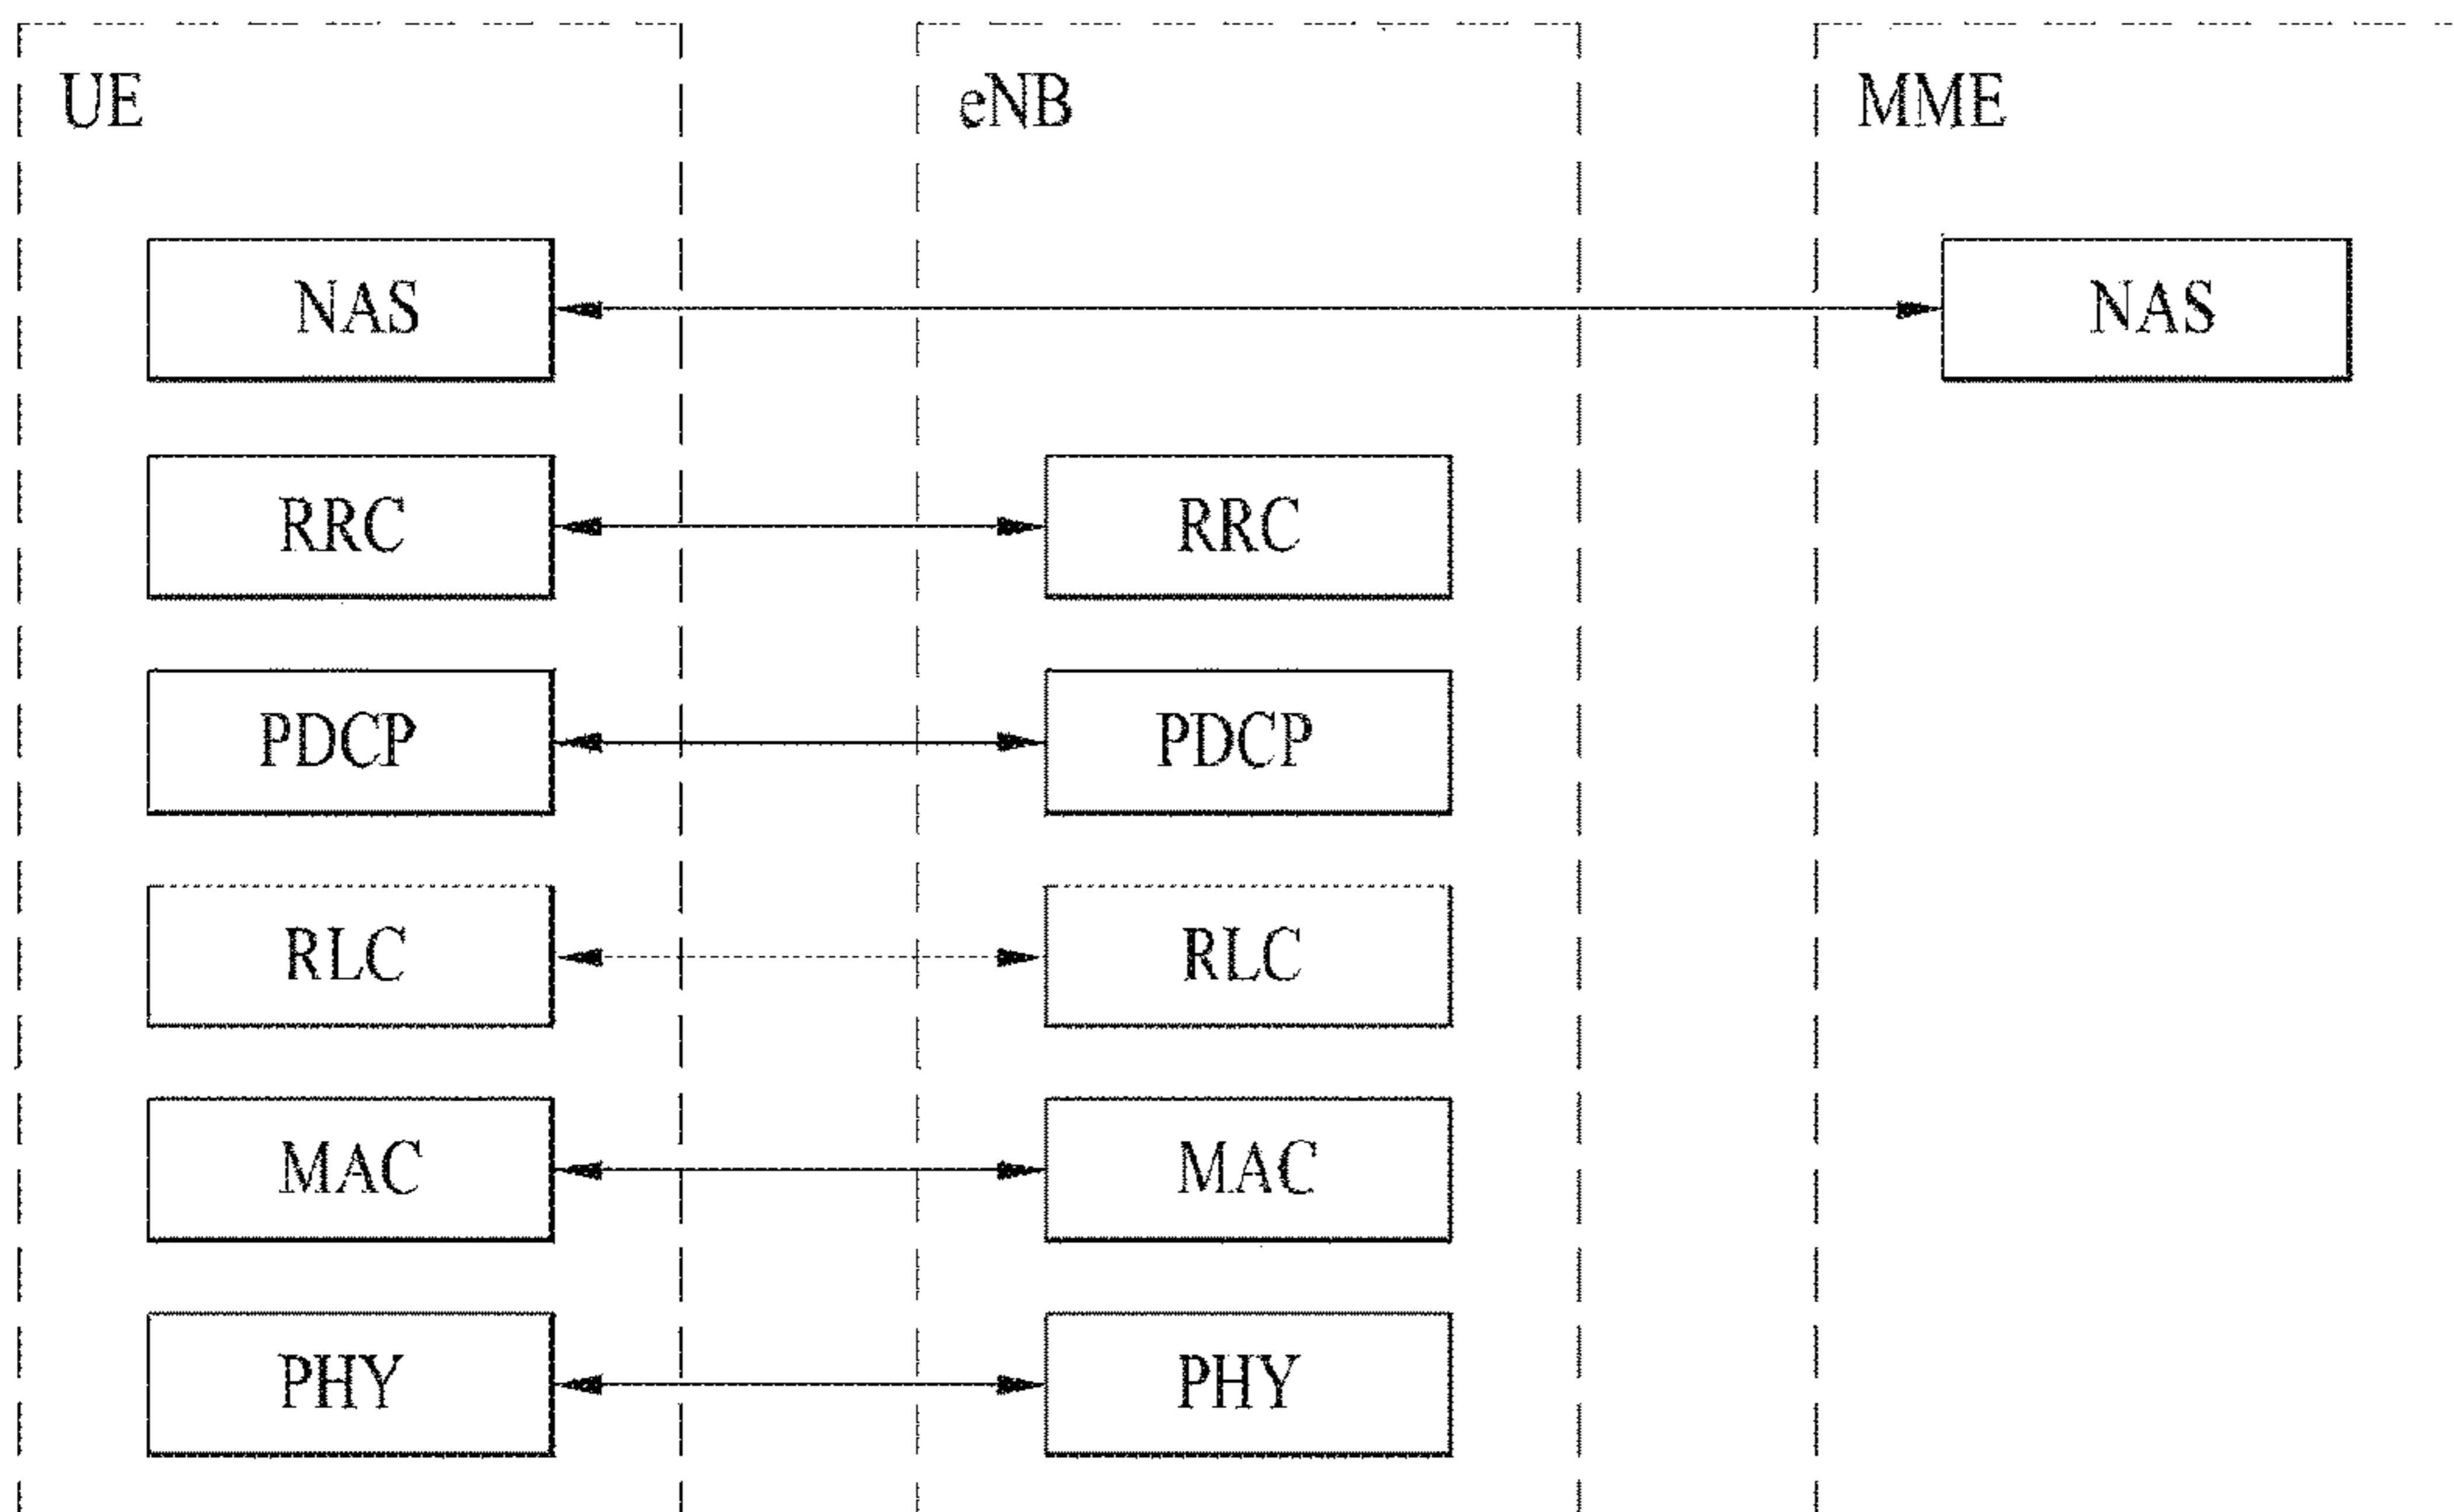 UE eNB MME
NAS NAS
RRC RRC
PDCP PDCP
RLC RLC
MAC MAC
PHY PHY